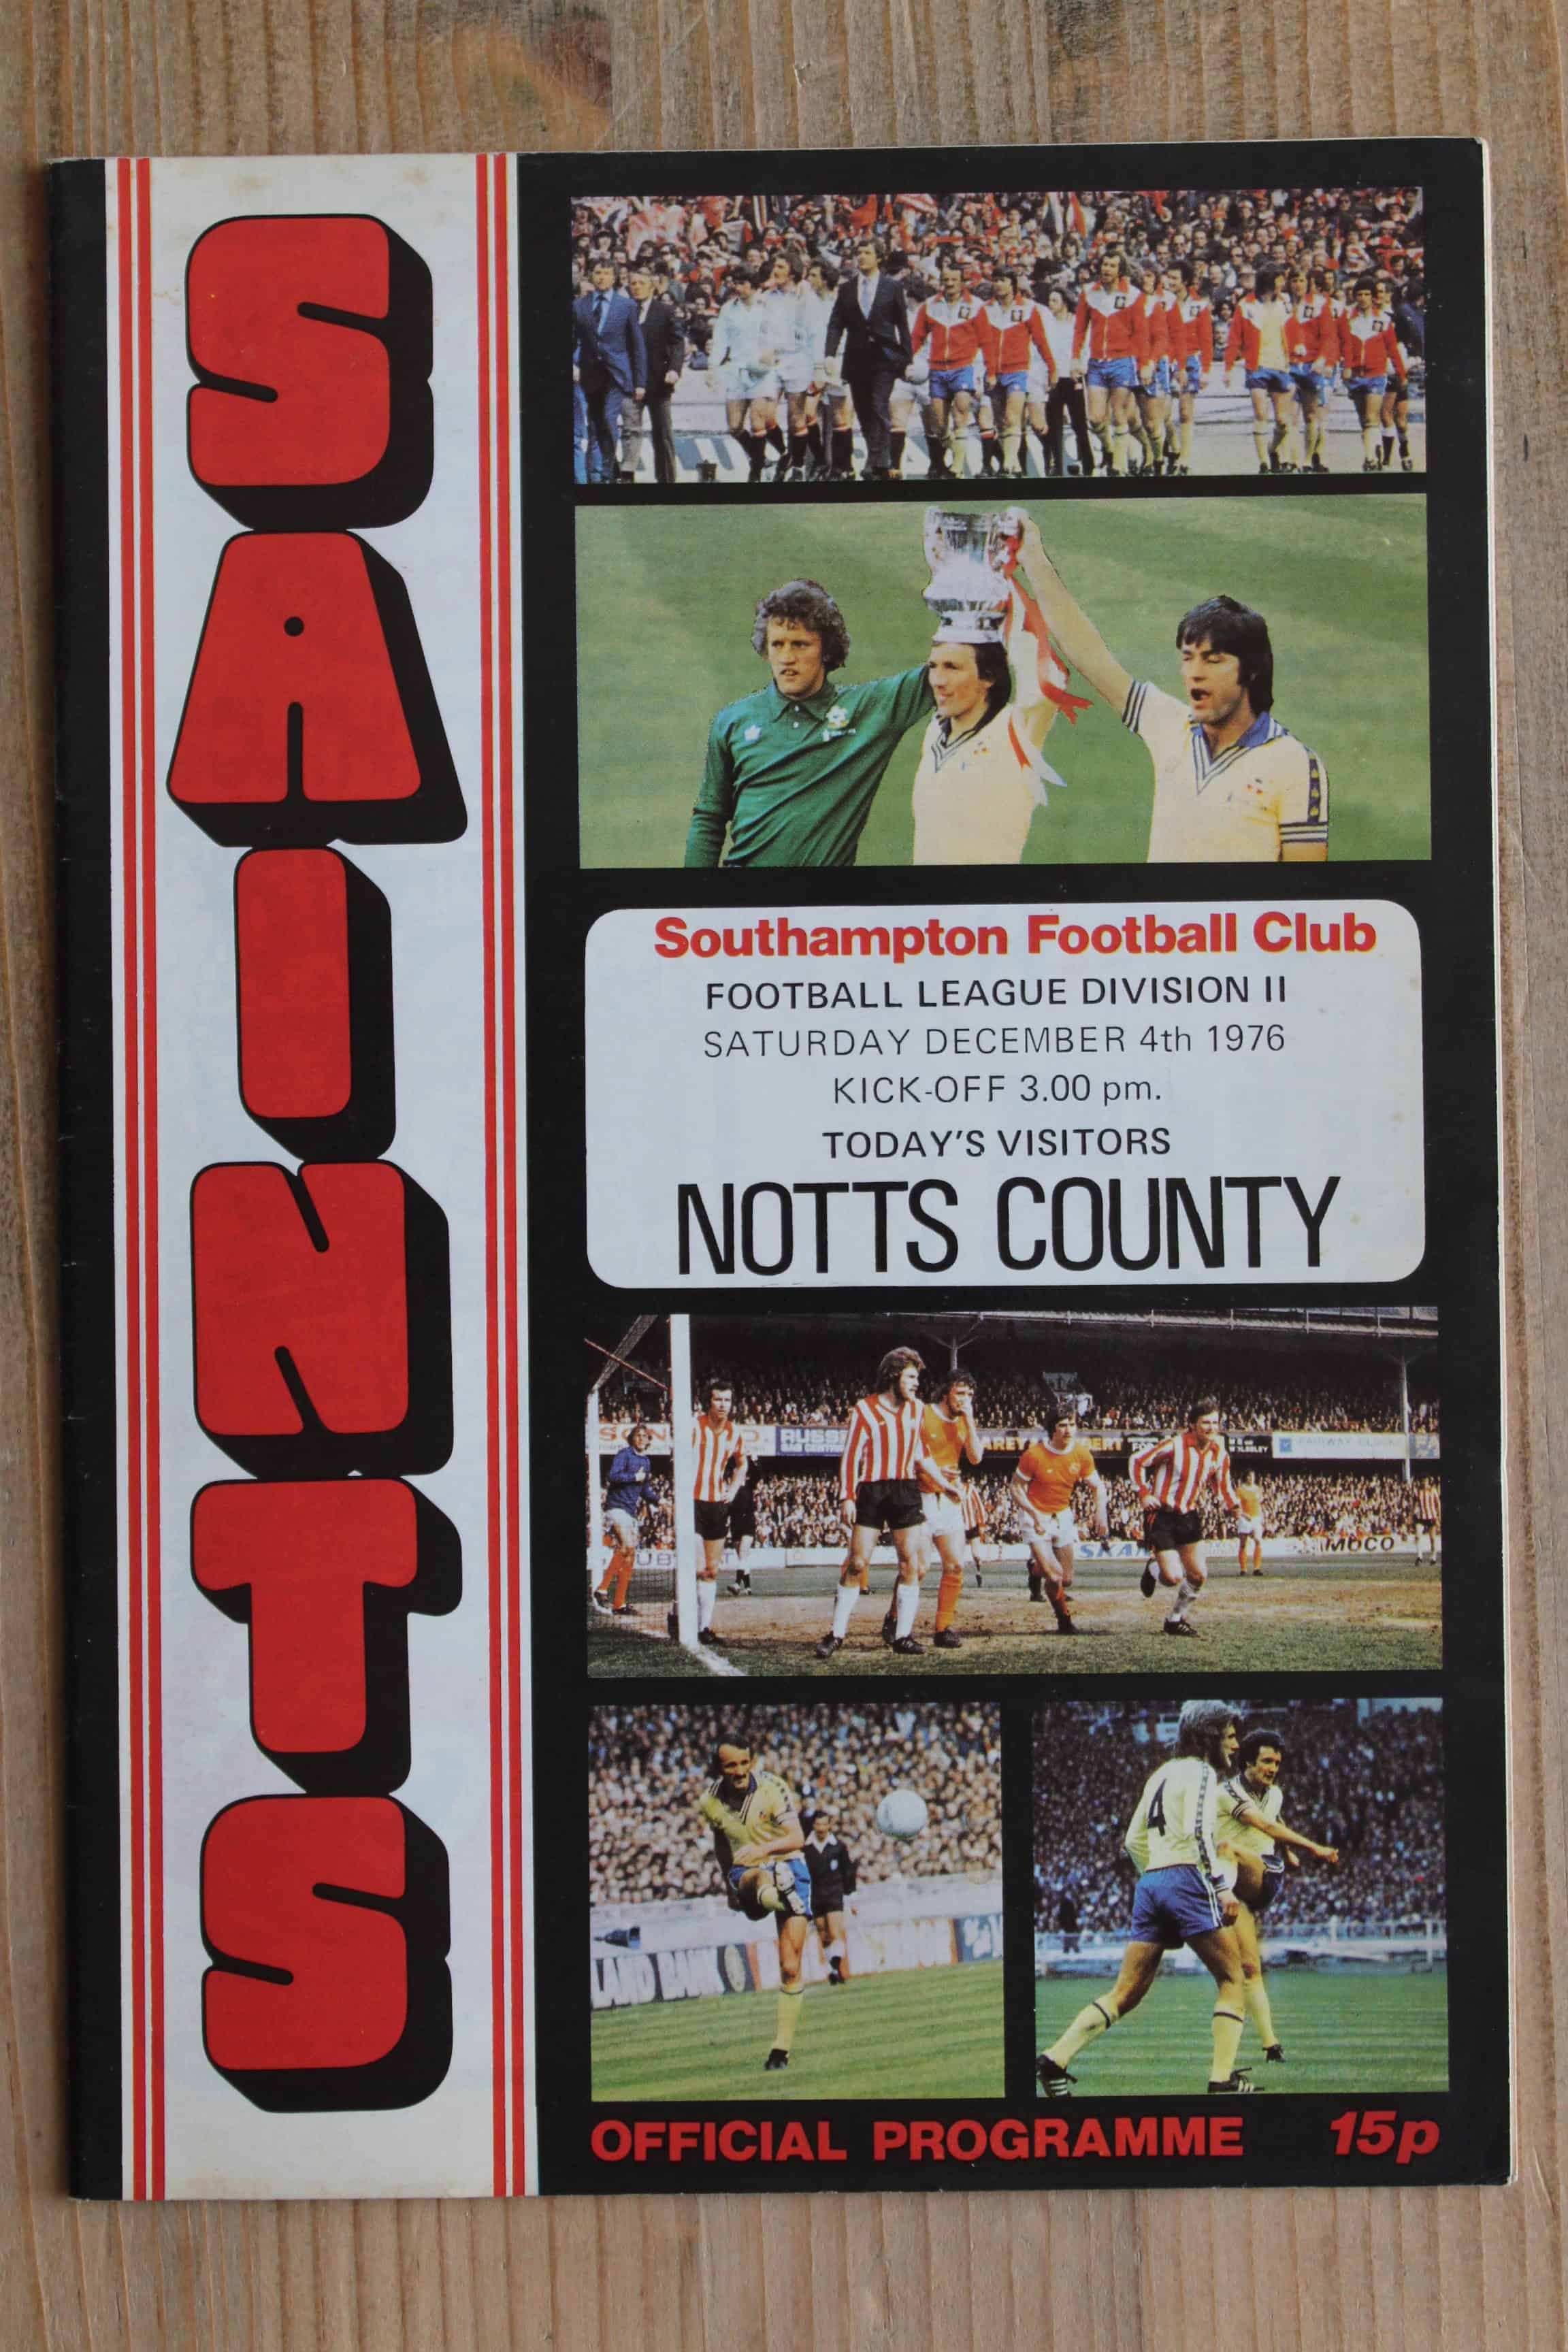 SAINTS
Southampton Football Club
FOOTBALL LEAGUE DIVISION II
SATURDAY DECEMBER 4th 1976
KICK-OFF 3.00 pm.
TODAY'S VISITORS
NOTTS COUNTY
4
OFFICIAL PROGRAMME 15p